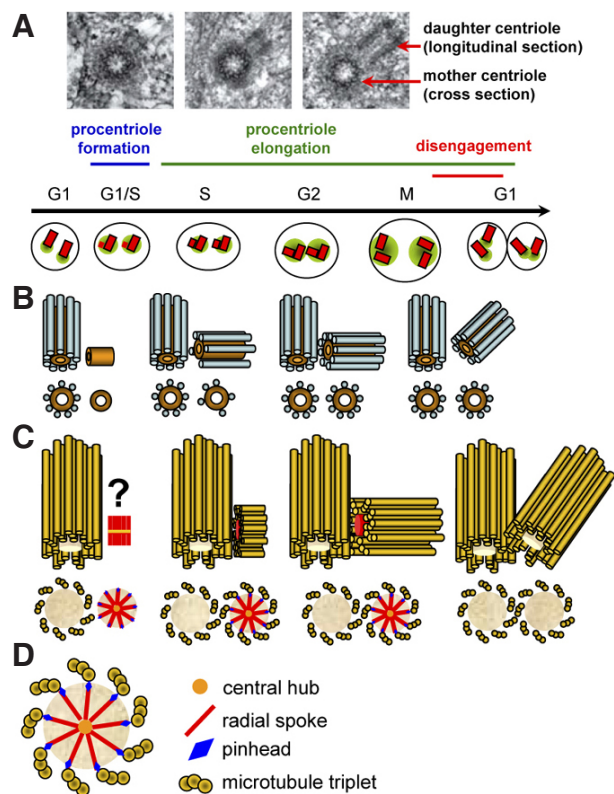 A
daughter centriole
(longitudinal section)
mother centriole
(cross section)
procentriole
formation
procentriole
elongation
disengagement
G1 G1/S S G2 M G1
B
C
?
D
central hub
radial spoke
pinhead
microtubule triplet